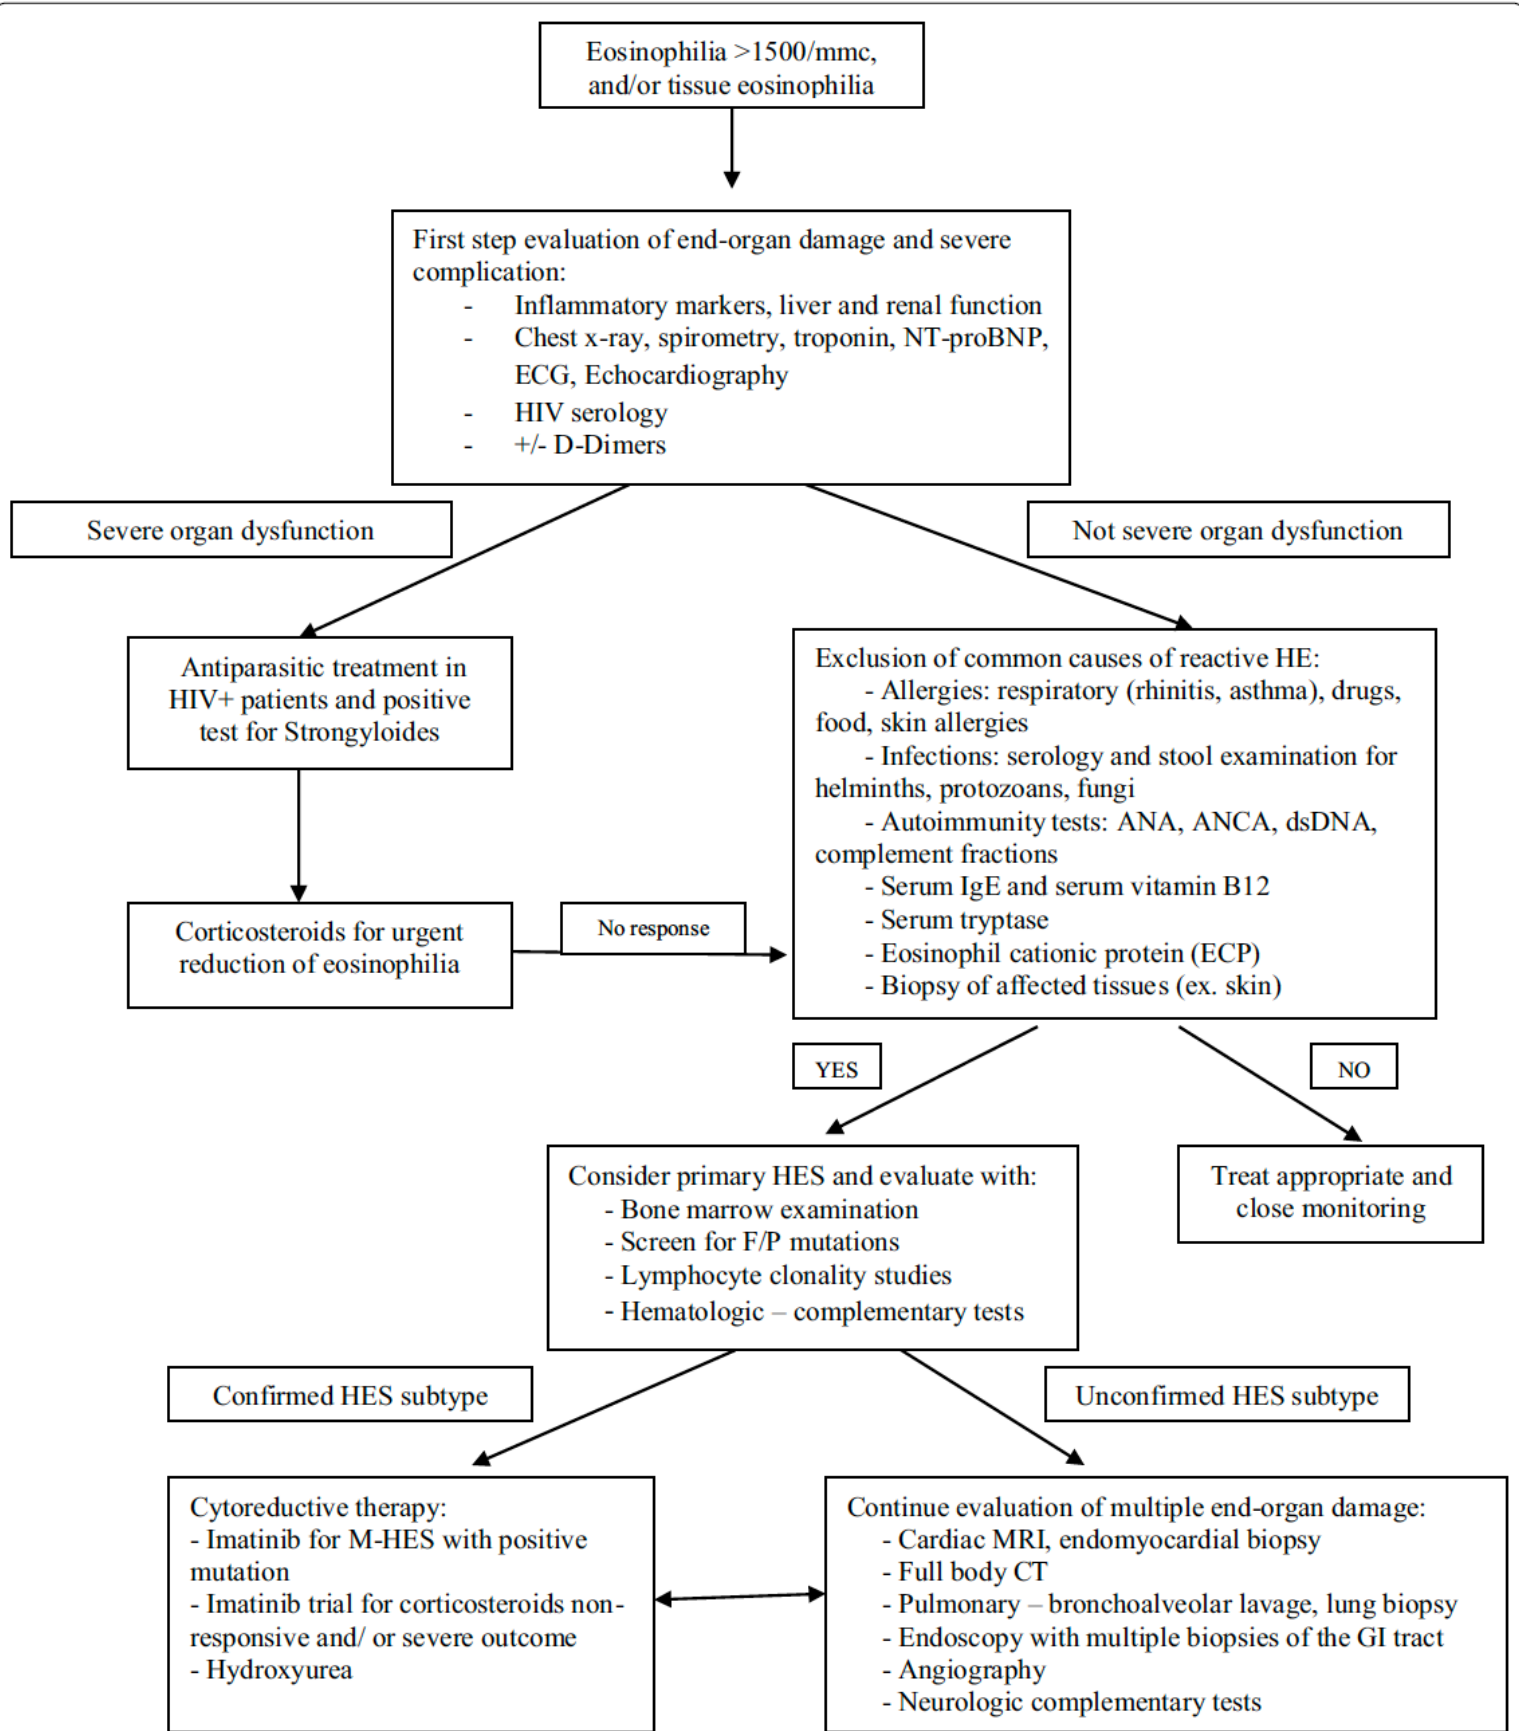 Eosinophilia >1500/mmc,
and/or tissue eosinophilia
First step evaluation of end-organ damage and severe
complication:
- Inflammatory markers, liver and renal function
- Chest x-ray, spirometry, troponin, NT-proBNP,
ECG, Echocardiography
- HIV serology
- +/- D-Dimers
Severe organ dysfunction
Not severe organ dysfunction
Antiparasitic treatment in
HIV+ patients and positive
test for Strongyloides
Exclusion of common causes of reactive HE:
- Allergies: respiratory (rhinitis, asthma), drugs,
food, skin allergies
- Infections: serology and stool examination for
helminths, protozoans, fungi
- Autoimmunity tests: ANA, ANCA, dsDNA,
complement fractions
- Serum IgE and serum vitamin B12
- Serum tryptase
- Eosinophil cationic protein (ECP)
- Biopsy of affected tissues (ex. skin)
Corticosteroids for urgent
reduction of eosinophilia
No response
YES
NO
Consider primary HES and evaluate with:
- Bone marrow examination
- Screen for F/P mutations
- Lymphocyte clonality studies
- Hematologic – complementary tests
Treat appropriate and
close monitoring
Confirmed HES subtype
Unconfirmed HES subtype
Cytoreductive therapy:
- Imatinib for M-HES with positive
mutation
- Imatinib trial for corticosteroids non-
responsive and/ or severe outcome
- Hydroxyurea
Continue evaluation of multiple end-organ damage:
- Cardiac MRI, endomyocardial biopsy
- Full body CT
- Pulmonary – bronchoalveolar lavage, lung biopsy
- Endoscopy with multiple biopsies of the GI tract
- Angiography
- Neurologic complementary tests